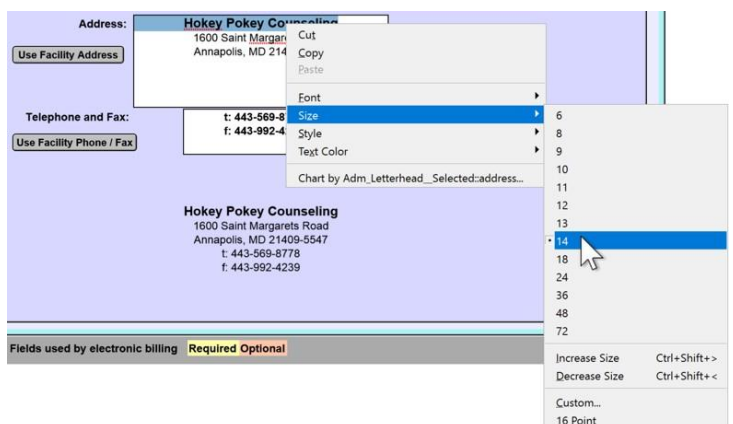 Address:
Hokey Pokey Counseling
1600 Saint Margar
Annapolis, MD 214
Use Facility Address
Telephone and Fax:
t: 443-569-8
f: 443-992-4
Use Facility Phone / Fax
Cut
Copy
Paste
Font
Size
Style
Text Color
Chart by Adm_Letterhead__Selected::address...
6
8
9
10
11
12
13
14
18
24
36
48
72
Increase Size Ctrl+Shift+>
Decrease Size Ctrl+Shift+<
Custom...
16 Point
Hokey Pokey Counseling
1600 Saint Margarets Road
Annapolis, MD 21409-5547
t: 443-569-8778
f: 443-992-4239
Fields used by electronic billing Required Optional